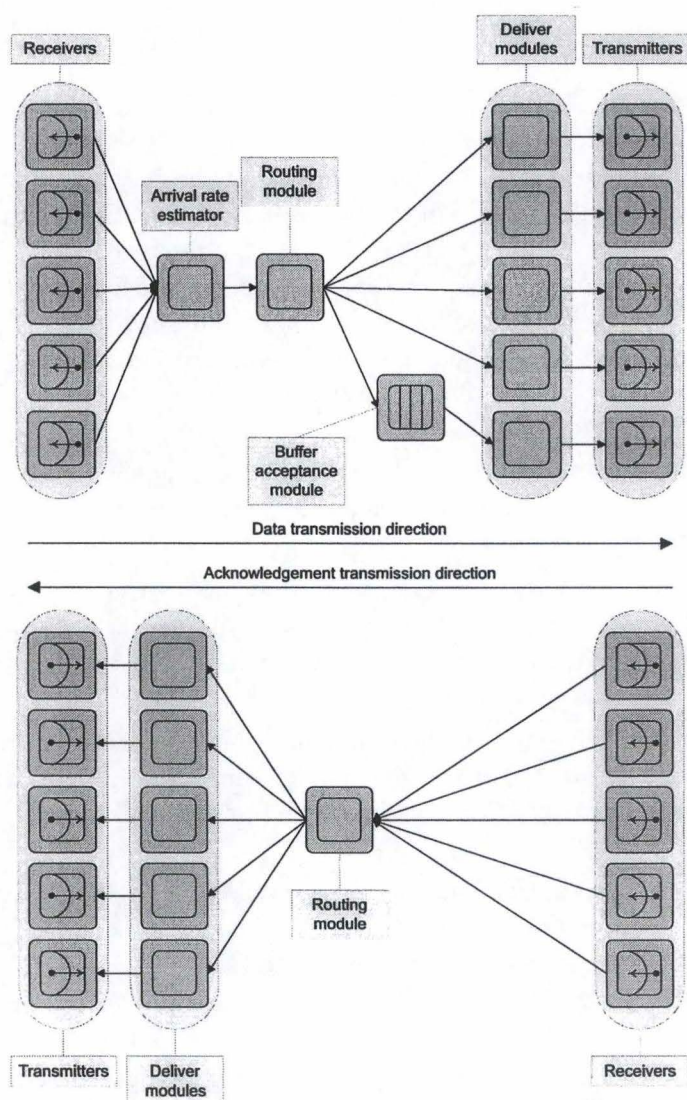 Receivers
Deliver
modules
Transmitters
Arrival rate
estimator
Routing
module
Buffer
acceptance
module
Data transmission direction
Acknowledgement transmission direction
Routing
module
Transmitters
Deliver
modules
Receivers